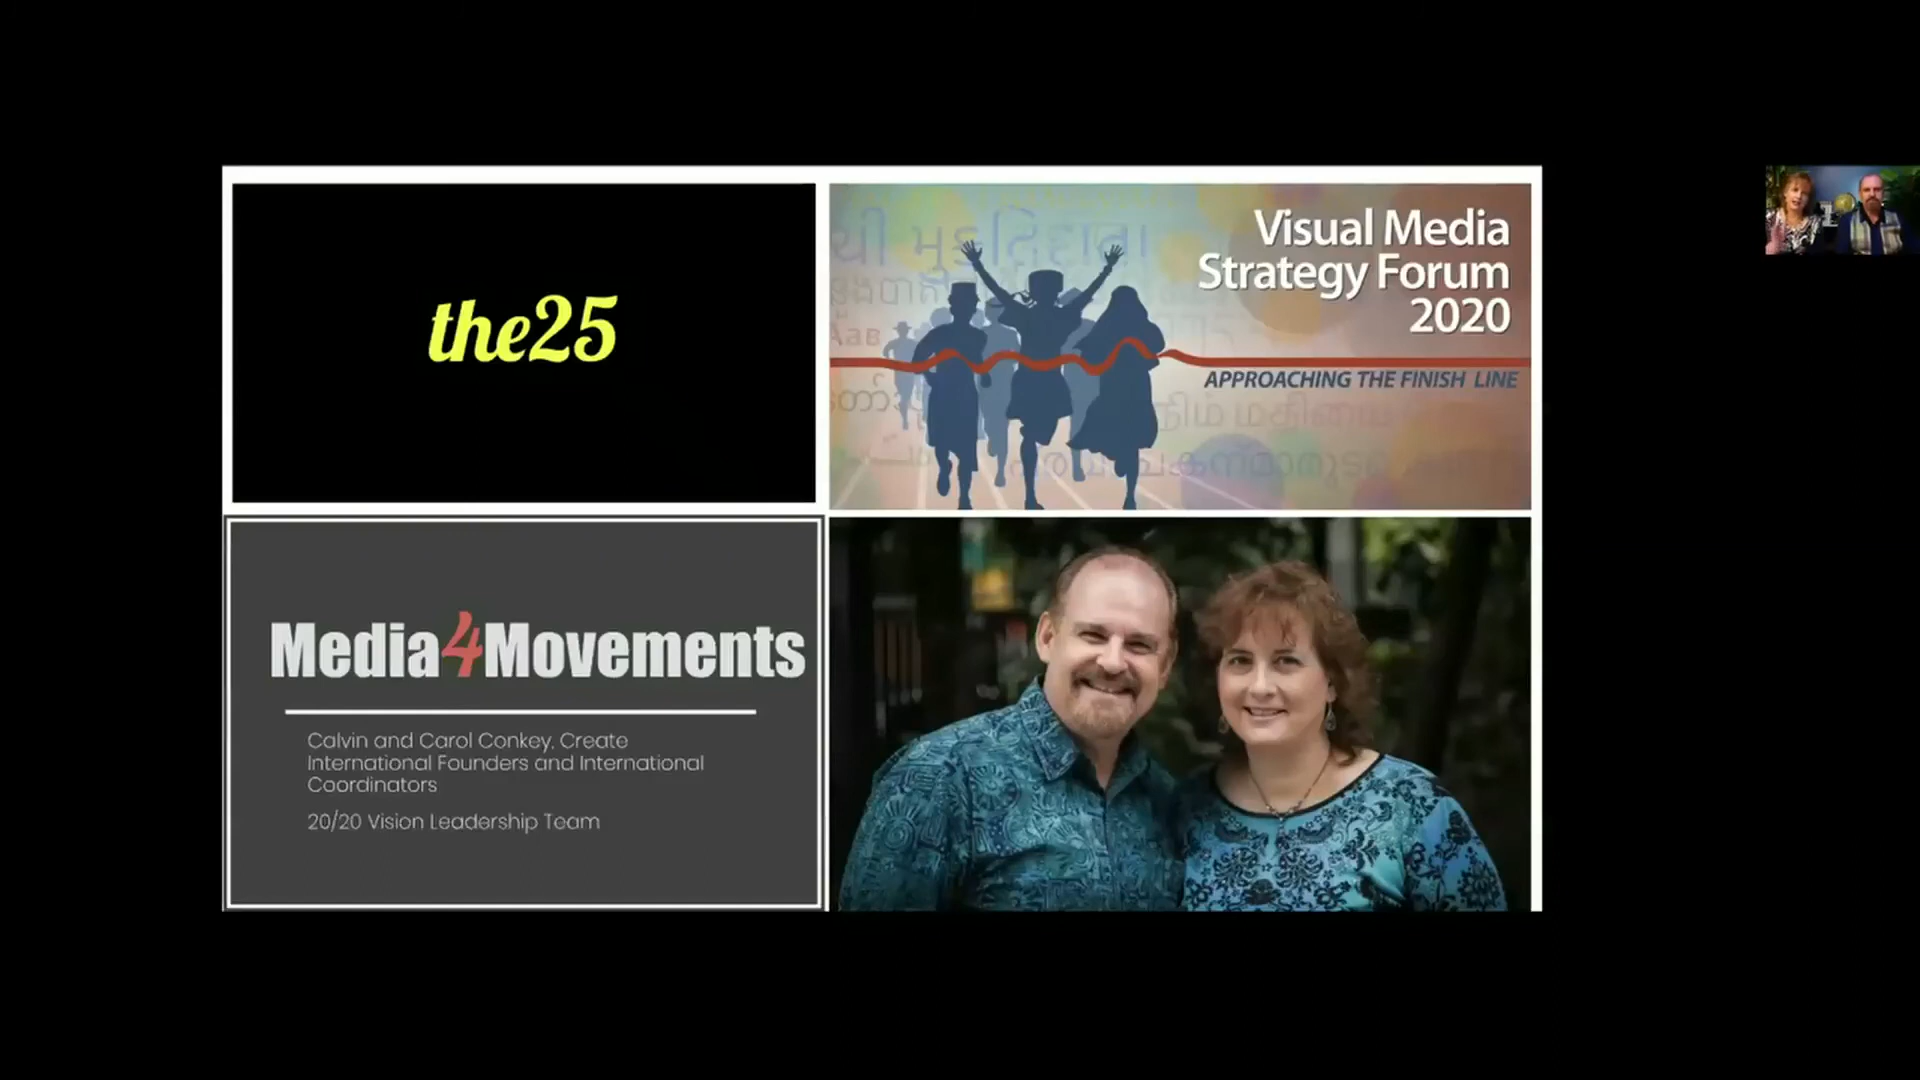 the25
Visual Media
Strategy Forum
2020
APPROACHING THE FINISH LINE
Media4Movements
Calvin and Carol Conkey, Create
International Founders and International
Coordinators
20/20 Vision Leadership Team